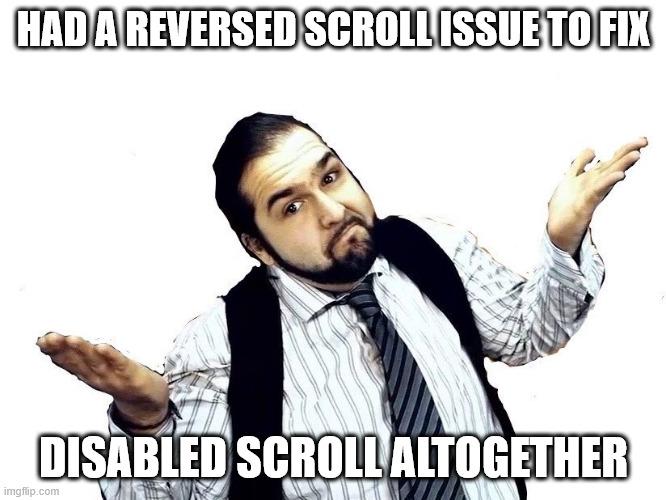 HAD A REVERSED SCROLL ISSUE TO FIX
DISABLED SCROLL ALTOGETHER
imgflip.com